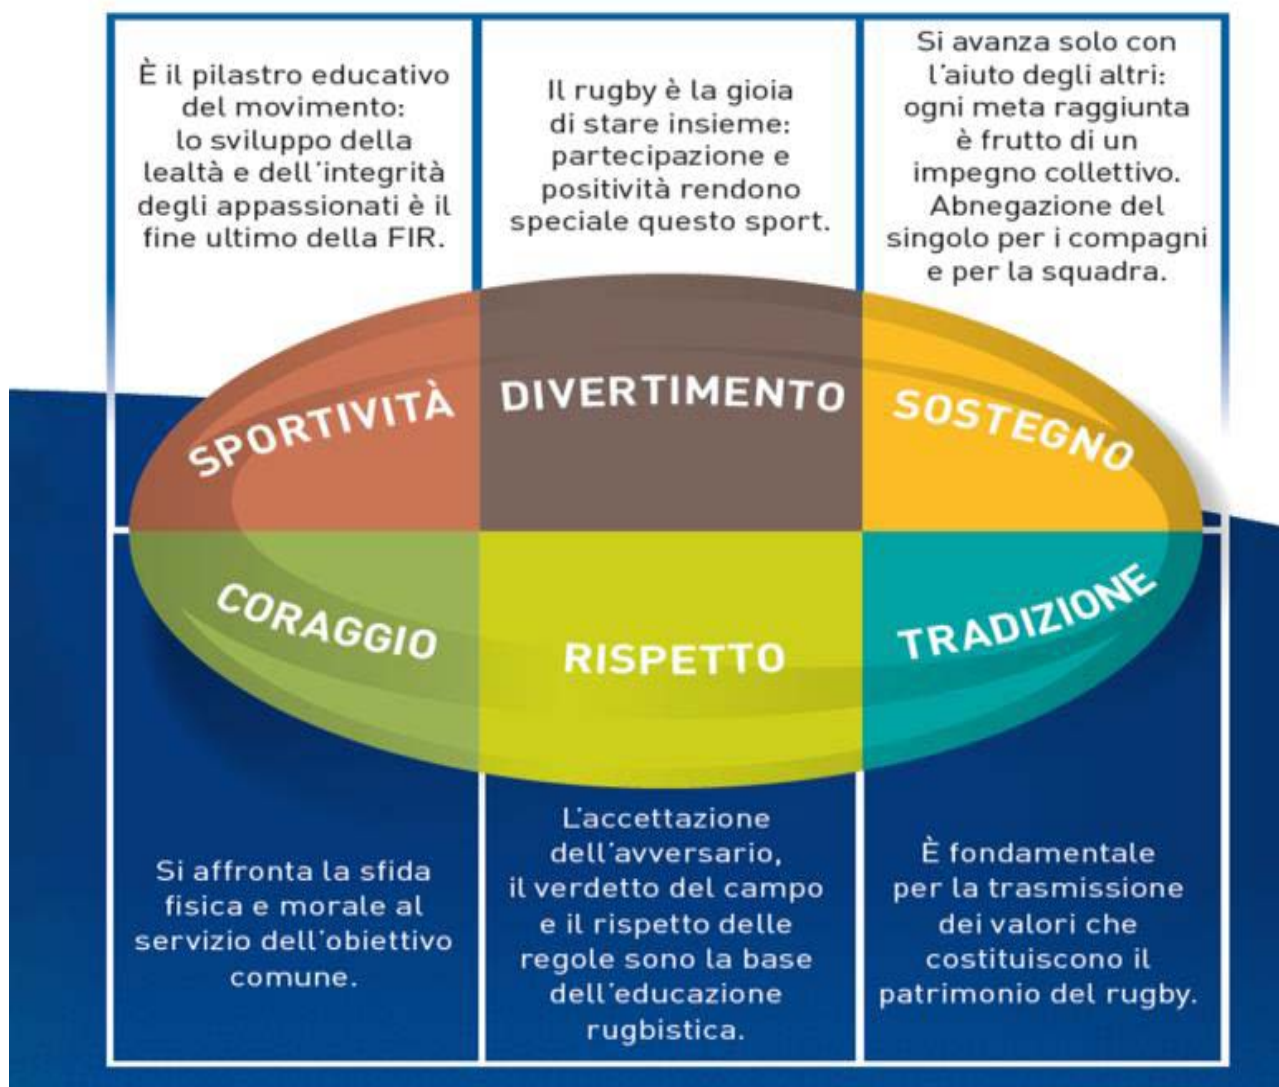 È il pilastro educativo
del movimento:
lo sviluppo della
lealtà e dell'integrità
degli appassionati è il
fine ultimo della FIR.
Il rugby è la gioia
di stare insieme:
partecipazione e
positività rendono
speciale questo sport.
Si avanza solo con
l'aiuto degli altri:
ogni meta raggiunta
è frutto di un
impegno collettivo.
Abnegazione del
singolo per i compagni
e per la squadra.
SPORTIVITÀ
DIVERTIMENTO
SOSTEGNO
CORAGGIO
RISPETTO
TRADIZIONE
Si affronta la sfida
fisica e morale al
servizio dell'obiettivo
comune.
L'accettazione
dell'avversario,
il verdetto del campo
e il rispetto delle
regole sono la base
dell'educazione
rugbistica.
È fondamentale
per la trasmissione
dei valori che
costituiscono il
patrimonio del rugby.